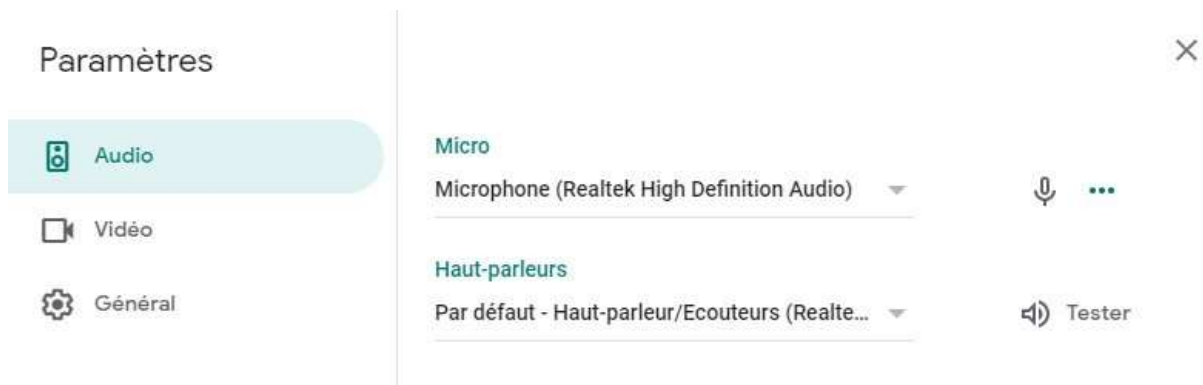 Paramètres
Audio
Vidéo
Général
Micro
Microphone (Realtek High Definition Audio)
Haut-parleurs
Par défaut - Haut-parleur/Ecouteurs (Realte...
Tester